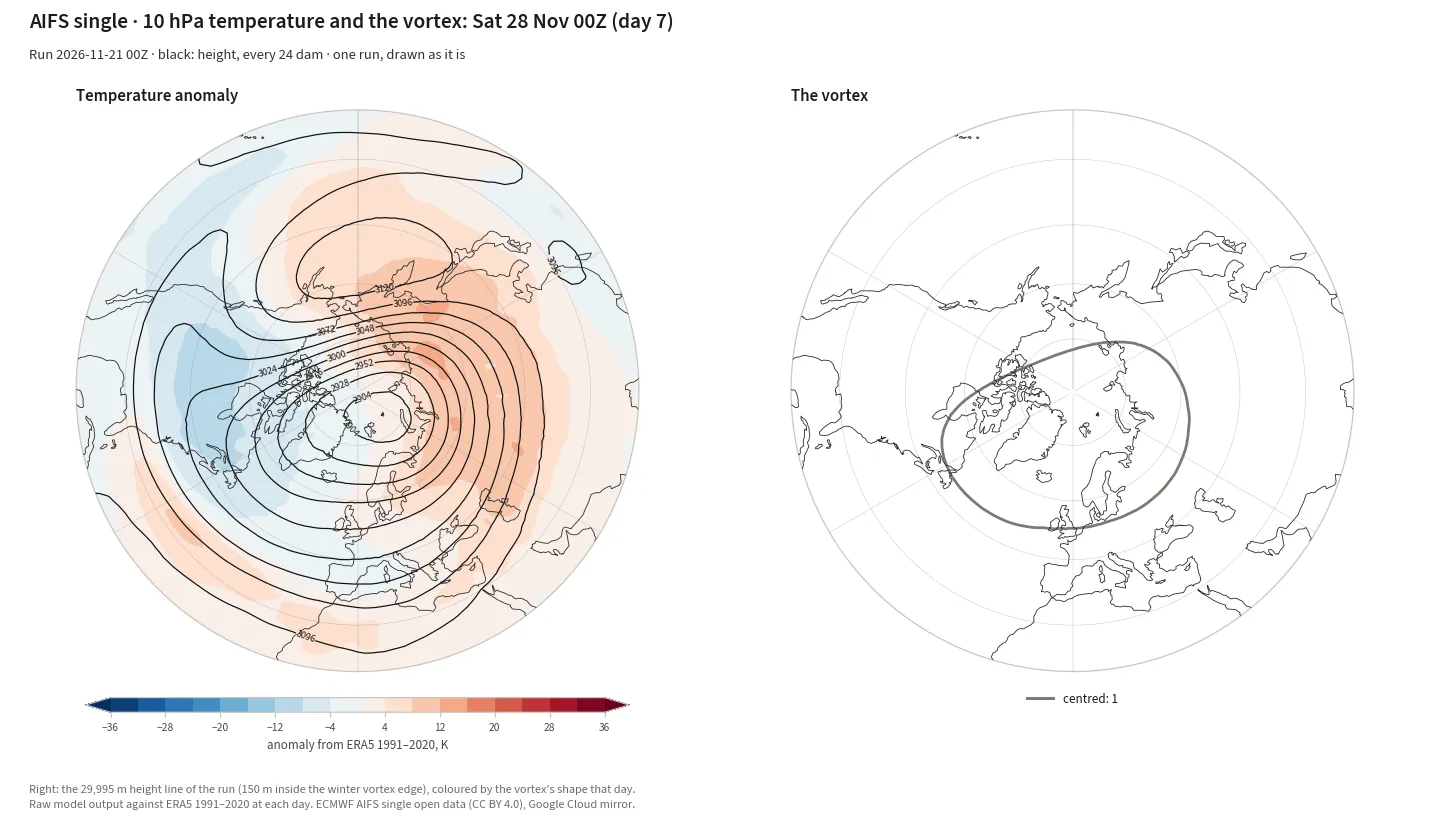 AIFS single · 10 hPa temperature and the vortex: Sat 28 Nov 00Z (day 7)
Run 2026-11-21 00Z · black: height, every 24 dam · one run, drawn as it is
Temperature anomaly
The vortex
3096
3120
3096
3072
3048
3000
3024
2952
2928
2904
3096
centred: 1
−36 −28 −20 −12 −4 4 12 20 28 36
anomaly from ERA5 1991–2020, K
Right: the 29,995 m height line of the run (150 m inside the winter vortex edge), coloured by the vortex's shape that day.
Raw model output against ERA5 1991–2020 at each day. ECMWF AIFS single open data (CC BY 4.0), Google Cloud mirror.